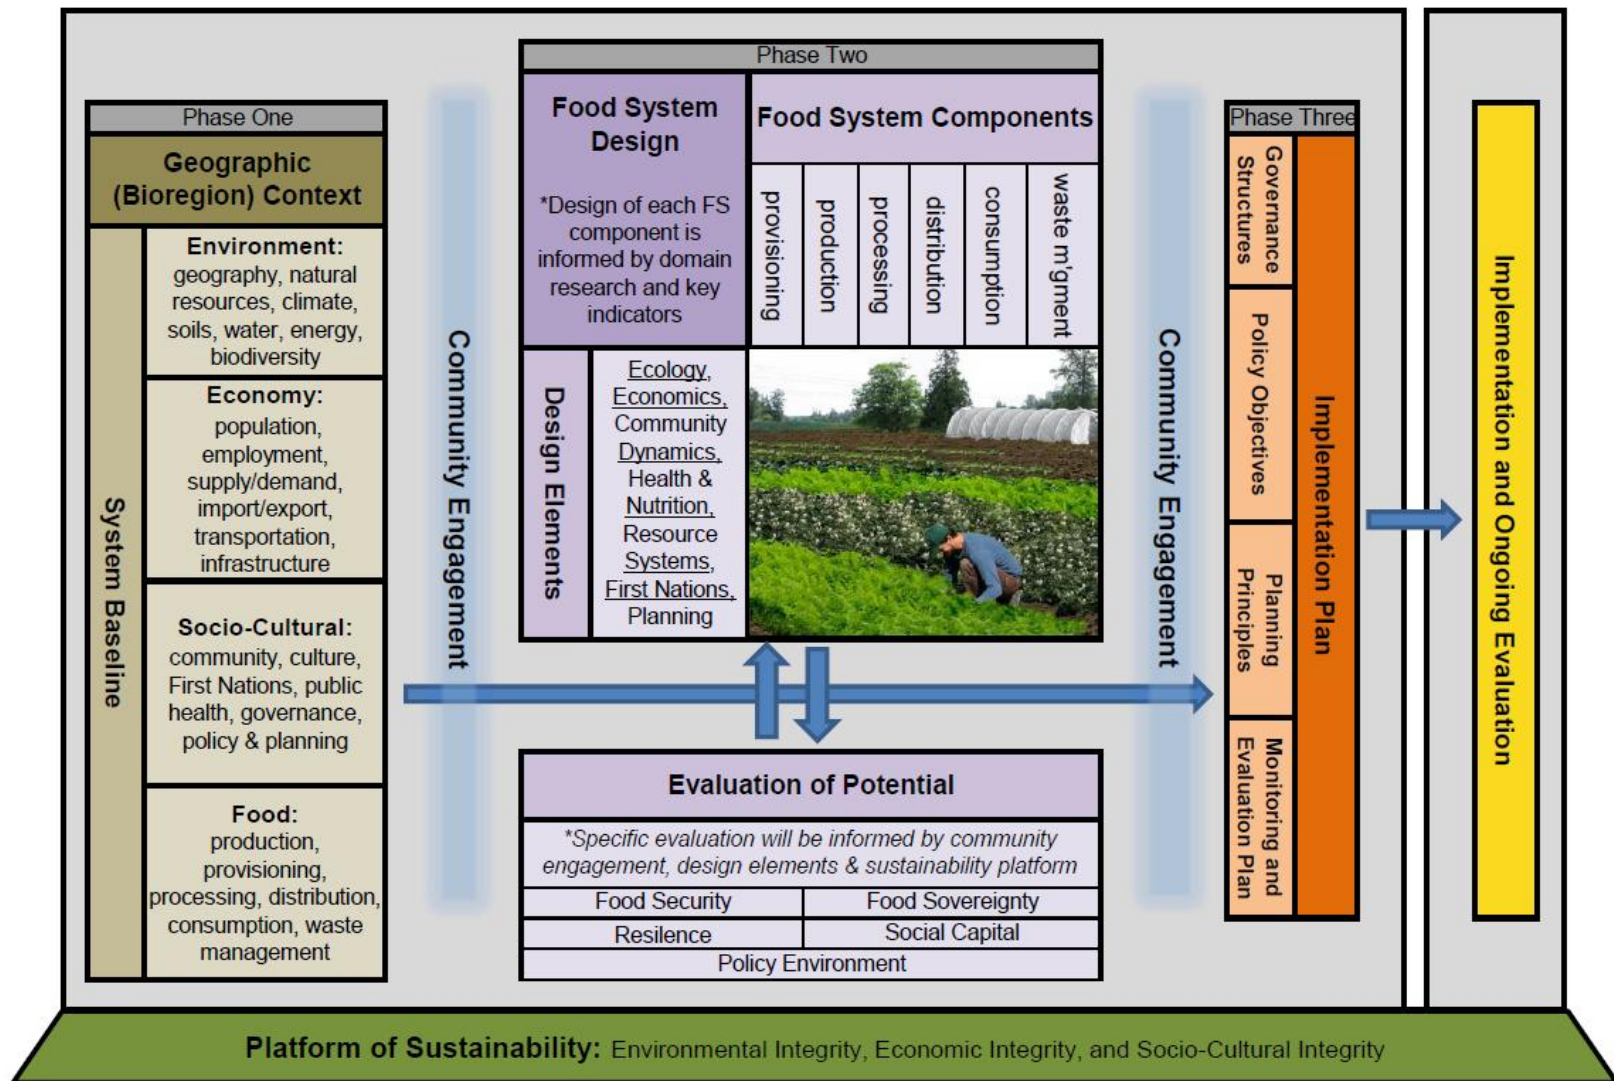 Phase One
Geographic
(Bioregion) Context
System Baseline
Environment:
geography, natural
resources, climate,
soils, water, energy,
biodiversity
Economy:
population,
employment,
supply/demand,
import/export,
transportation,
infrastructure
Socio-Cultural:
community, culture,
First Nations, public
health, governance,
policy & planning
Food:
production,
provisioning,
processing, distribution,
consumption, waste
management
Community Engagement
Phase Two
Food System
Design
*Design of each FS
component is
informed by domain
research and key
indicators
Food System Components
provisioning
production
processing
distribution
consumption
waste m'gment
Design Elements
Ecology,
Economics,
Community
Dynamics,
Health &
Nutrition,
Resource
Systems,
First Nations,
Planning
Evaluation of Potential
*Specific evaluation will be informed by community
engagement, design elements & sustainability platform
Food Security
Food Sovereignty
Resilence
Social Capital
Policy Environment
Community Engagement
Phase Three
Governance
Structures
Policy Objectives
Planning
Principles
Monitoring and
Evaluation Plan
Implementation Plan
Implementation and Ongoing Evaluation
Platform of Sustainability: Environmental Integrity, Economic Integrity, and Socio-Cultural Integrity